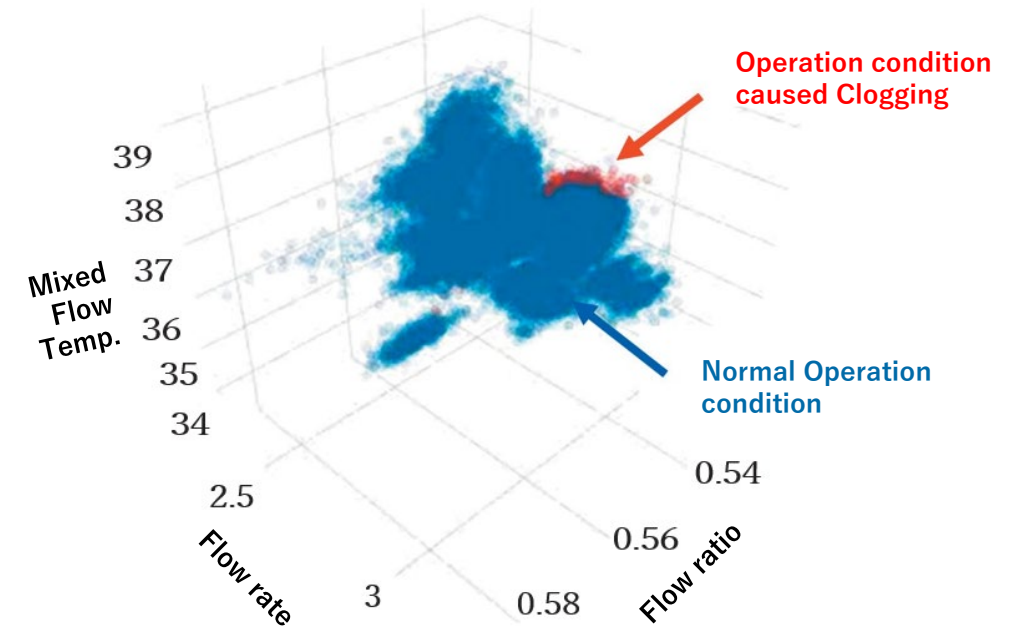 Operation condition
caused Clogging
39
38
37
36
35
34
Mixed
Flow
Temp.
Normal Operation
condition
2.5
3
Flow rate
0.54
0.56
0.58
Flow ratio